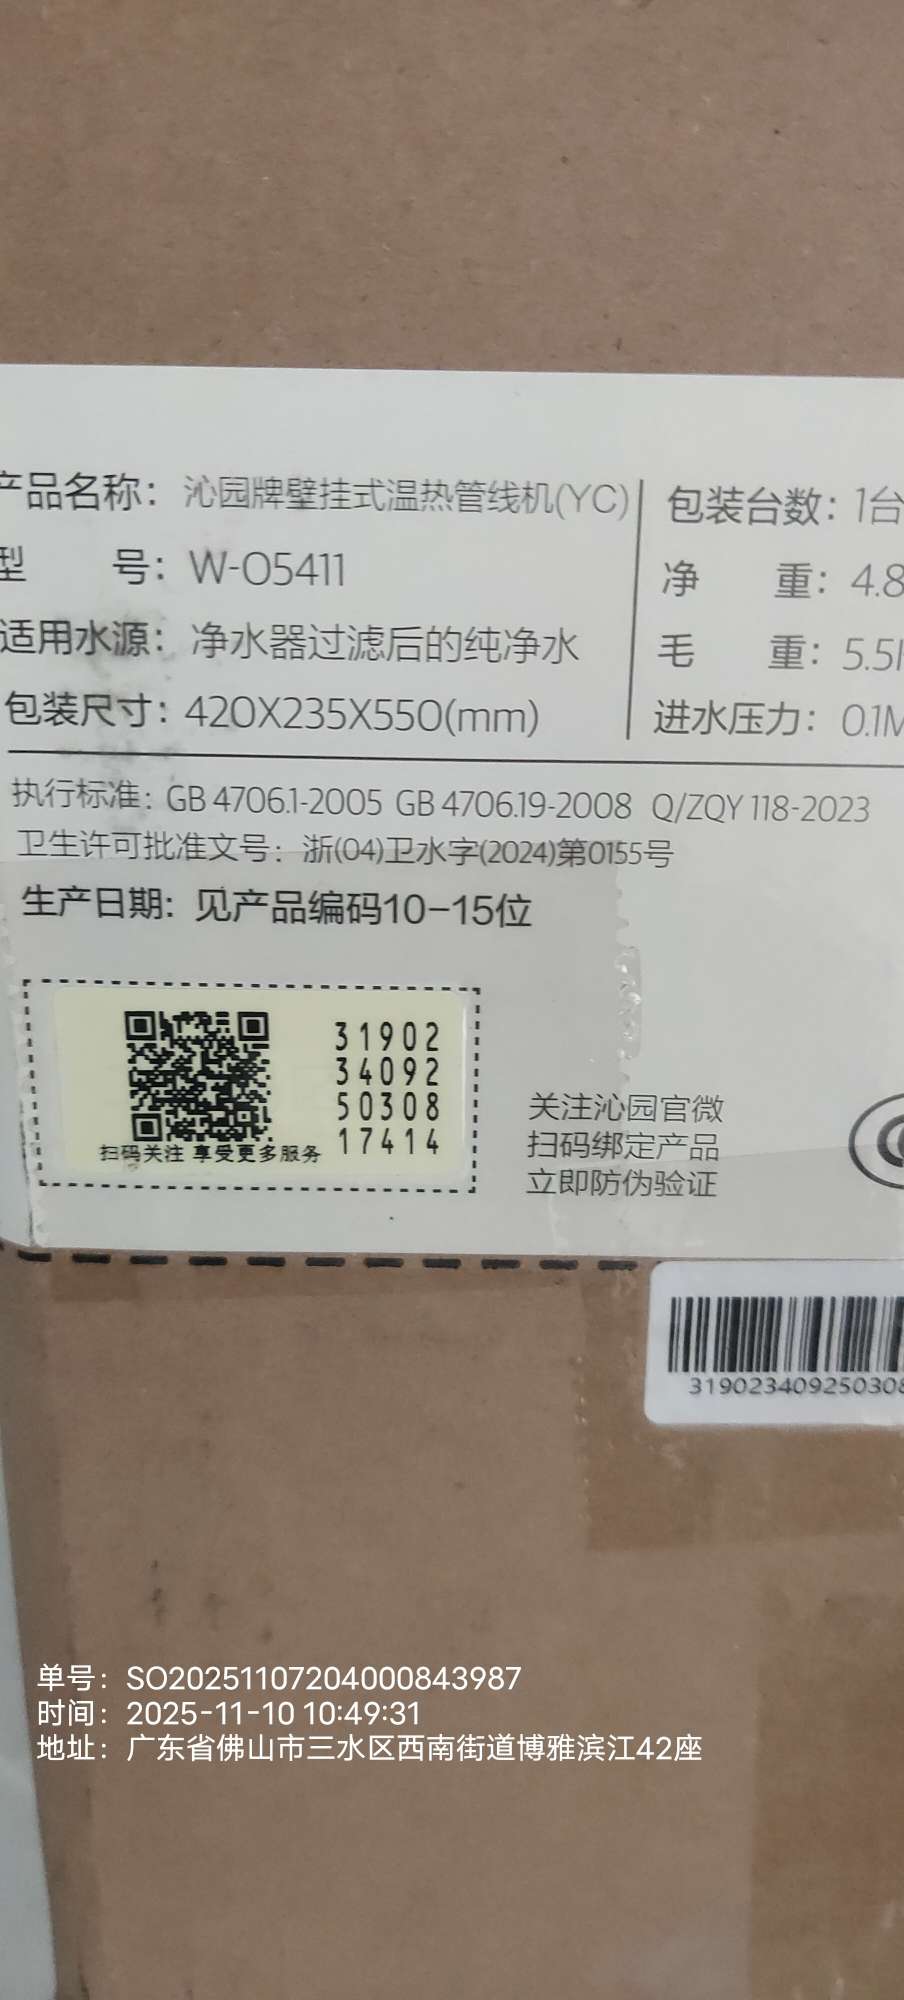 产品名称：沁园牌壁挂式温热管线机(YC)
型 号：W-O5411
适用水源：净水器过滤后的纯净水
包装尺寸：420X235X550(mm)
包装台数：1台
净 重：4.8
毛 重：5.5
进水压力：0.1M
执行标准：GB 4706.1-2005 GB 4706.19-2008 Q/ZQY 118-2023
卫生许可批准文号：浙(04)卫水字(2024)第0155号
生产日期：见产品编码10-15位
31902
34092
50308
17414
扫码关注 享受更多服务
关注沁园官微
扫码绑定产品
立即防伪验证
319023409250308
单号：SO20251107204000843987
时间：2025-11-10 10:49:31
地址：广东省佛山市三水区西南街道博雅滨江42座